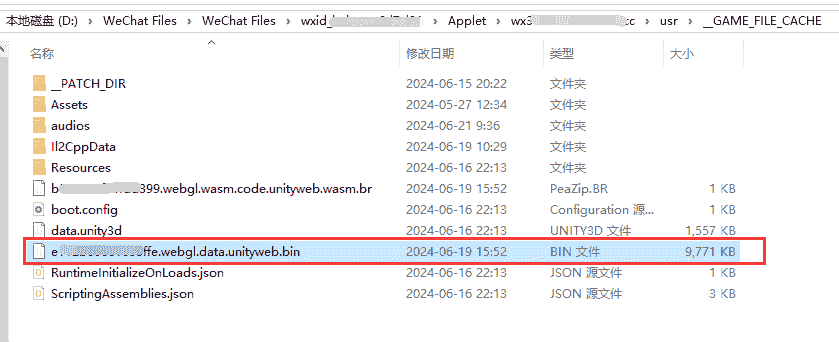 本地磁盘 (D:) › WeChat Files › WeChat Files › wxid_ › Applet › wx3 cc › usr › __GAME_FILE_CACHE
名称 修改日期 类型 大小
__PATCH_DIR 2024-06-15 20:22 文件夹
Assets 2024-05-27 12:34 文件夹
audios 2024-06-21 9:36 文件夹
Il2CppData 2024-06-19 10:29 文件夹
Resources 2024-06-16 22:13 文件夹
399.webgl.wasm.code.unityweb.wasm.br 2024-06-19 15:52 PeaZip.BR 1 KB
boot.config 2024-06-16 22:13 Configuration 源... 1 KB
data.unity3d 2024-06-16 22:13 UNITY3D 文件 1,557 KB
ffe.webgl.data.unityweb.bin 2024-06-19 15:52 BIN 文件 9,771 KB
RuntimeInitializeOnLoads.json 2024-06-16 22:13 JSON 源文件 1 KB
ScriptingAssemblies.json 2024-06-16 22:13 JSON 源文件 3 KB